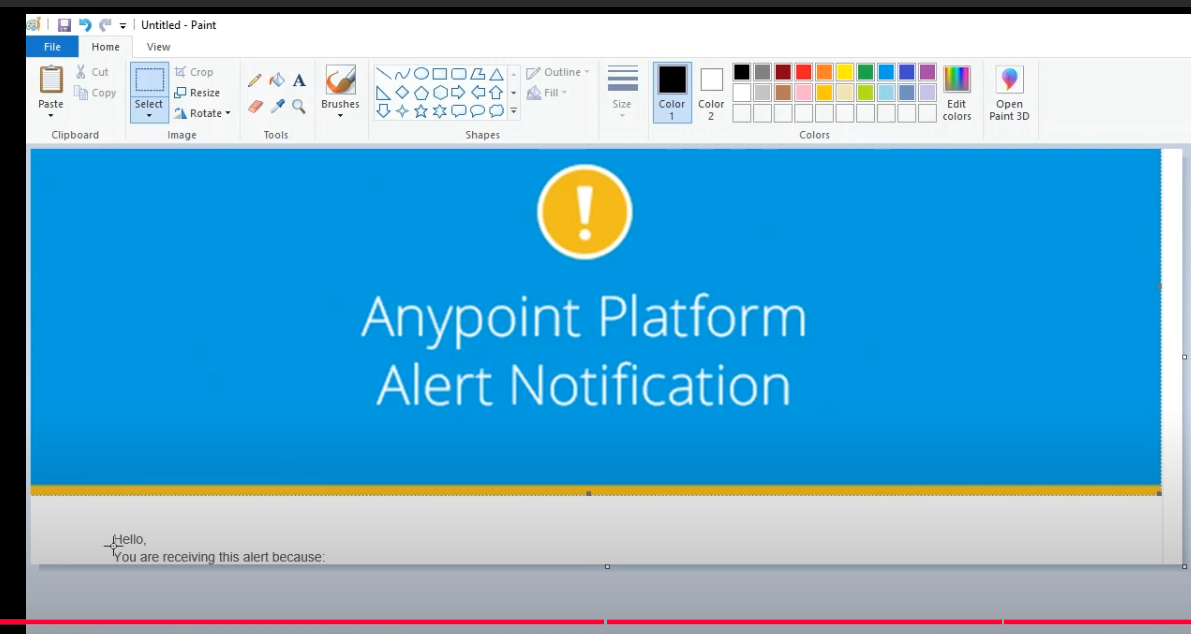 Untitled - Paint
File Home View
Paste
Cut
Copy
Clipboard
Select
Crop
Resize
Rotate
Image
A
Tools
Brushes
Outline
Fill
Shapes
Size
Color 1
Color 2
Edit colors
Colors
Open Paint 3D
!
Anypoint Platform
Alert Notification
Hello,
You are receiving this alert because: